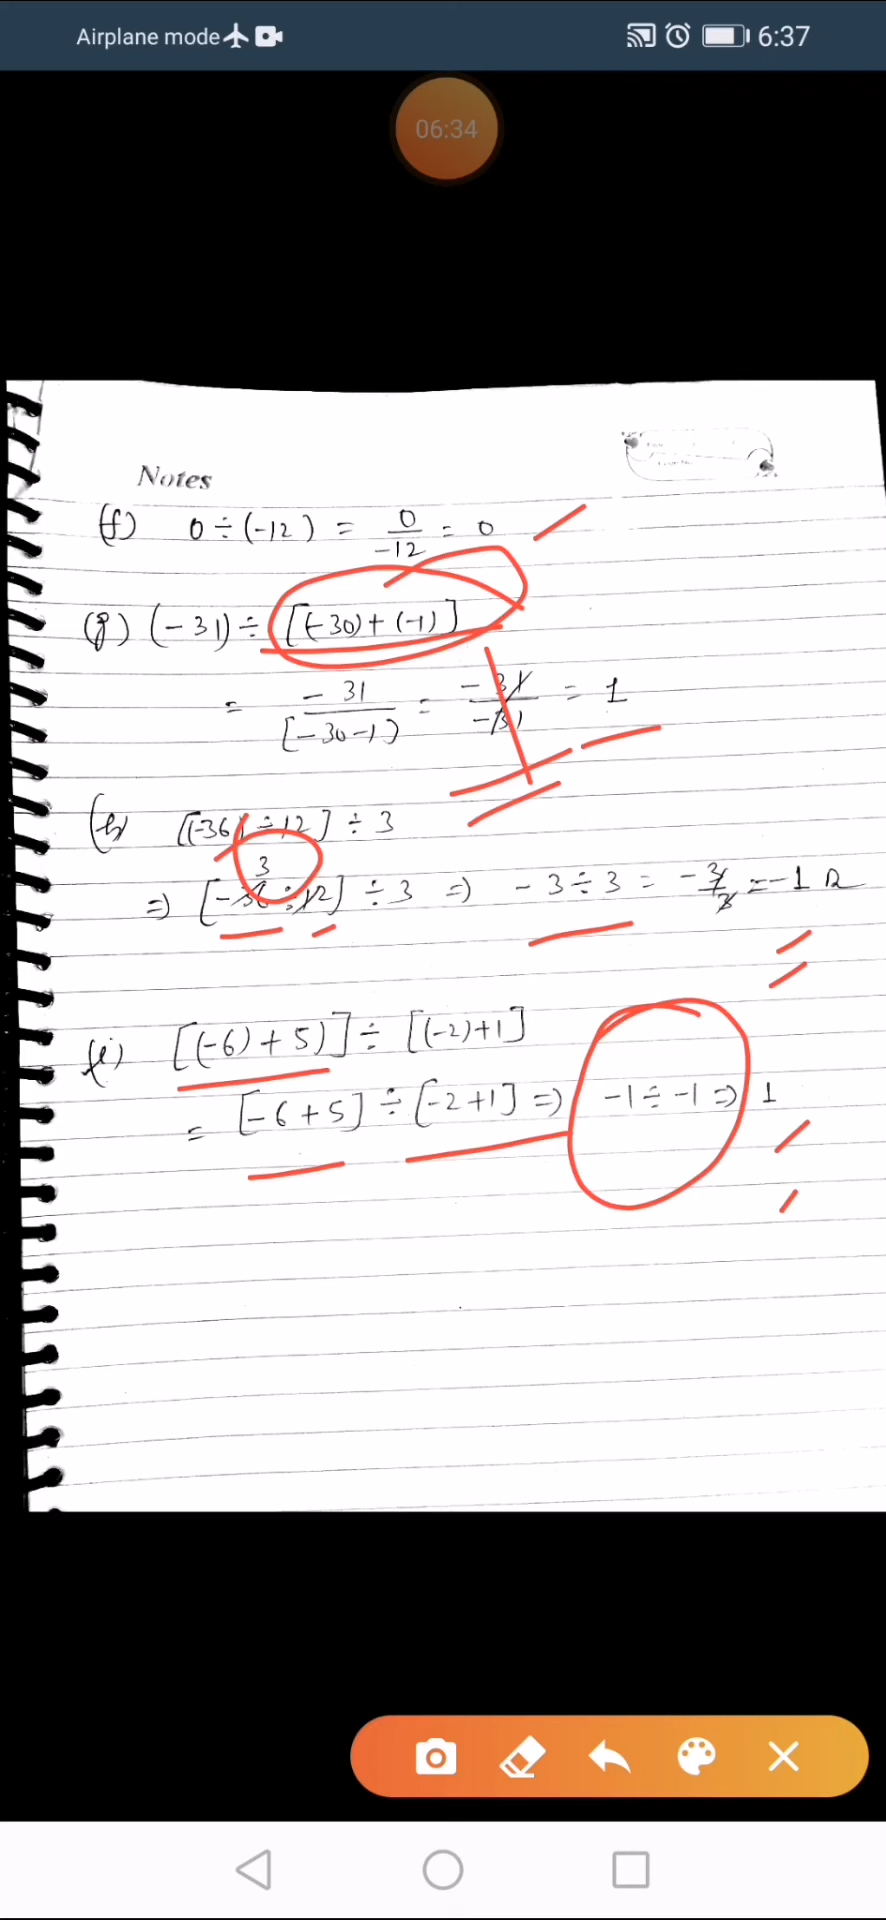 Airplane mode 6:37
06:34
Notes
(f) 0 ÷ (-12) = 0/-12 = 0
(g) (-31) ÷ [(-30) + (-1)]
= -31/[-30-1) = -31/-31 = 1
(h) [(-36) ÷ 12] ÷ 3
3
=> [-36 ÷ 12] ÷ 3 => -3 ÷ 3 = -3/3 = -1
(i) [(-6) + 5)] ÷ [(-2)+1]
= [-6+5] ÷ [-2+1] => -1 ÷ -1 => 1